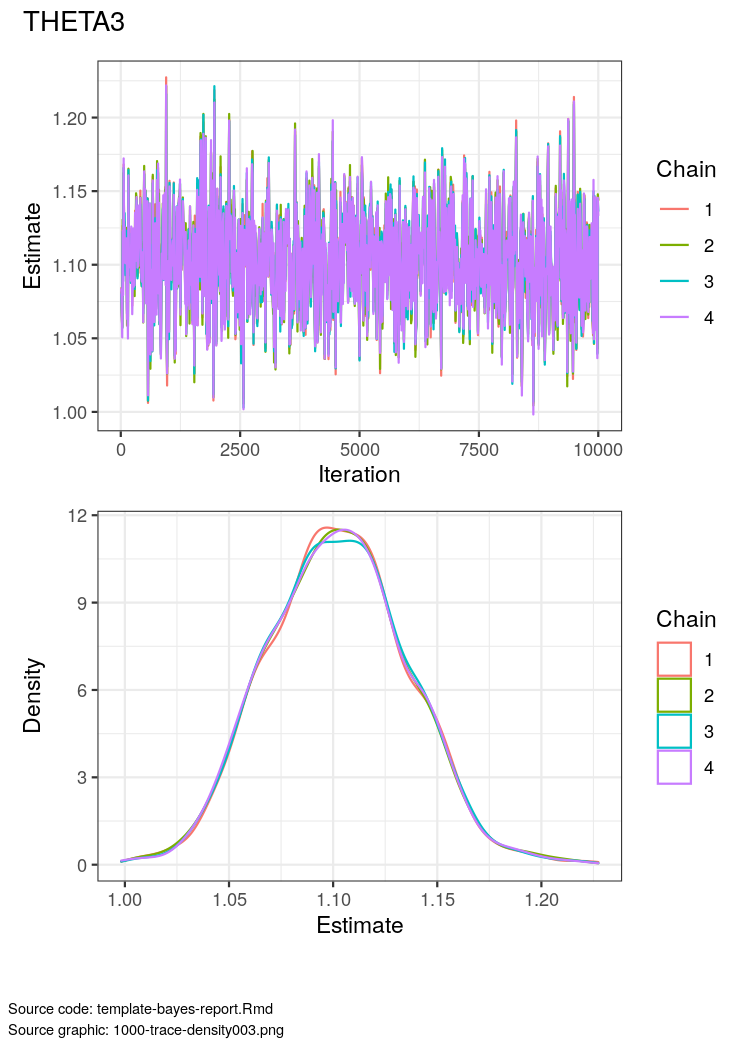 THETA3
1.20
1.15
1.10
1.05
1.00
Estimate
0 2500 5000 7500 10000
Iteration
Chain
1
2
3
4
12
9
6
3
0
Density
1.00 1.05 1.10 1.15 1.20
Estimate
Chain
1
2
3
4
Source code: template-bayes-report.Rmd
Source graphic: 1000-trace-density003.png